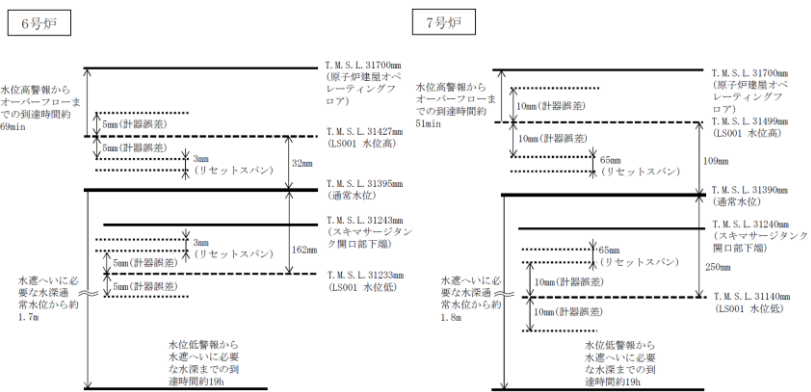 6号炉
T.M.S.L.31700mm
(原子炉建屋オペ
レーティングフ
ロア)
水位高警報から
オーバーフローま
での到達時間約
69min
5mm(計器誤差)
T.M.S.L.31427mm
(LS001 水位高)
5mm(計器誤差)
3mm
(リセットスパン)
32mm
T.M.S.L.31395mm
(通常水位)
T.M.S.L.31243mm
(スキマサージタン
ク開口部下端)
3mm
(リセットスパン)
162mm
5mm(計器誤差)
T.M.S.L.31233mm
(LS001 水位低)
5mm(計器誤差)
水遮へいに必
要な水深通
常水位から約
1.7m
水位低警報から
水遮へいに必要
な水深までの到
達時間約19h
7号炉
T.M.S.L.31700mm
(原子炉建屋オペ
レーティングフ
ロア)
水位高警報から
オーバーフローま
での到達時間約
51min
10mm(計器誤差)
T.M.S.L.31499mm
(LS001 水位高)
10mm(計器誤差)
65mm
(リセットスパン)
109mm
T.M.S.L.31390mm
(通常水位)
T.M.S.L.31240mm
(スキマサージタンク
開口部下端)
65mm
(リセットスパン)
250mm
10mm(計器誤差)
T.M.S.L.31140mm
(LS001 水位低)
10mm(計器誤差)
水遮へいに必
要な水深通
常水位から約
1.8m
水位低警報から
水遮へいに必要
な水深までの到
達時間約19h